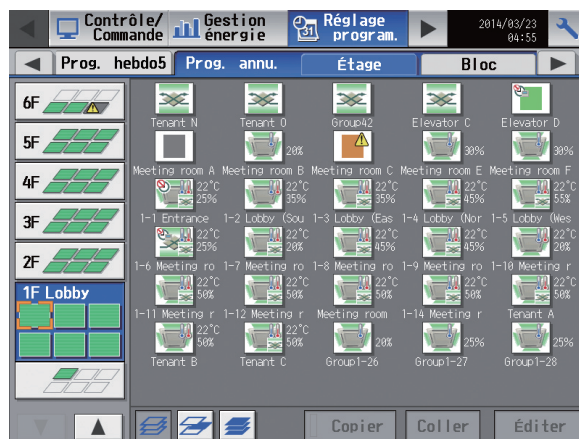 Contrôle/ Commande
Gestion énergie
31 Réglage program.
2014/03/23
04:55
Prog. hebdo5
Prog. annu.
Étage
Bloc
6F
5F
4F
3F
2F
1F Lobby
Tenant N
Tenant O
Group42
Elevator C
Elevator D
20%
30%
30%
Meeting room A
Meeting room B
Meeting room C
Meeting room E
Meeting room F
22°C 25%
22°C 35%
22°C 35%
22°C 45%
22°C 55%
1-1 Entrance
1-2 Lobby (Sou
1-3 Lobby (Eas
1-4 Lobby (Nor
1-5 Lobby (Wes
22°C 25%
22°C 20%
22°C 45%
22°C 45%
22°C 20%
1-6 Meeting ro
1-7 Meeting ro
1-8 Meeting ro
1-9 Meeting ro
1-10 Meeting r
22°C 50%
22°C 50%
22°C 50%
22°C 50%
22°C 50%
1-11 Meeting r
1-12 Meeting r
Meeting room
1-14 Meeting r
Tenant A
22°C 50%
22°C 50%
20%
25%
25%
Tenant B
Tenant C
Group1-26
Group1-27
Group1-28
Copier
Coller
Éditer